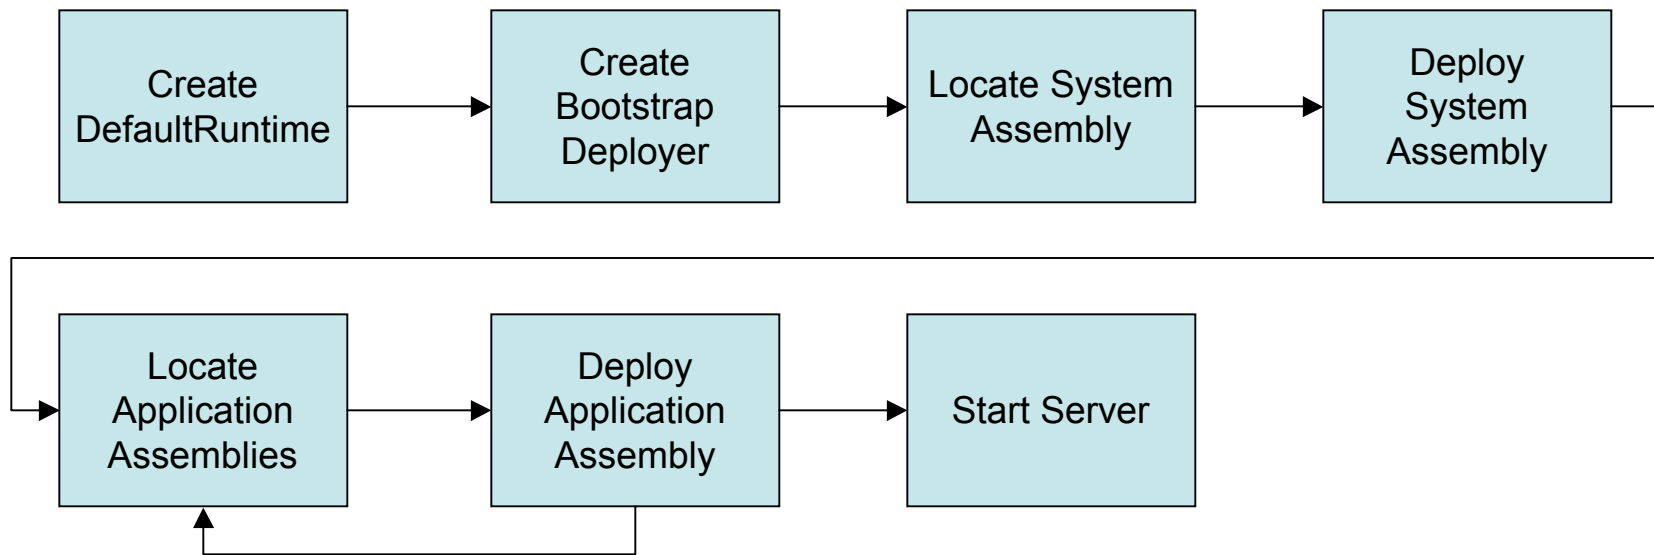 Create
DefaultRuntime
Create
Bootstrap
Deployer
Locate System
Assembly
Deploy
System
Assembly
Locate
Application
Assemblies
Deploy
Application
Assembly
Start Server